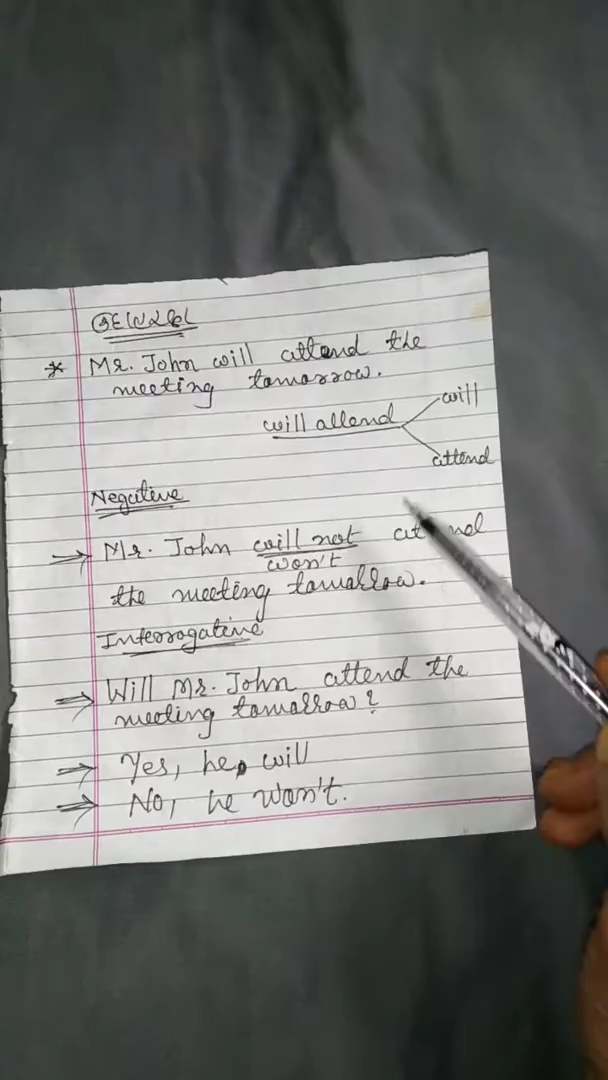 * Mr. John will attend the
meeting tomorrow.
will attend
will
attend
Negative
→ Mr. John will not attend
won't
the meeting tomorrow.
Interrogative
⇒ Will Mr. John attend the
meeting tomorrow?
⇒ Yes, he, will
⇒ No, he won't.